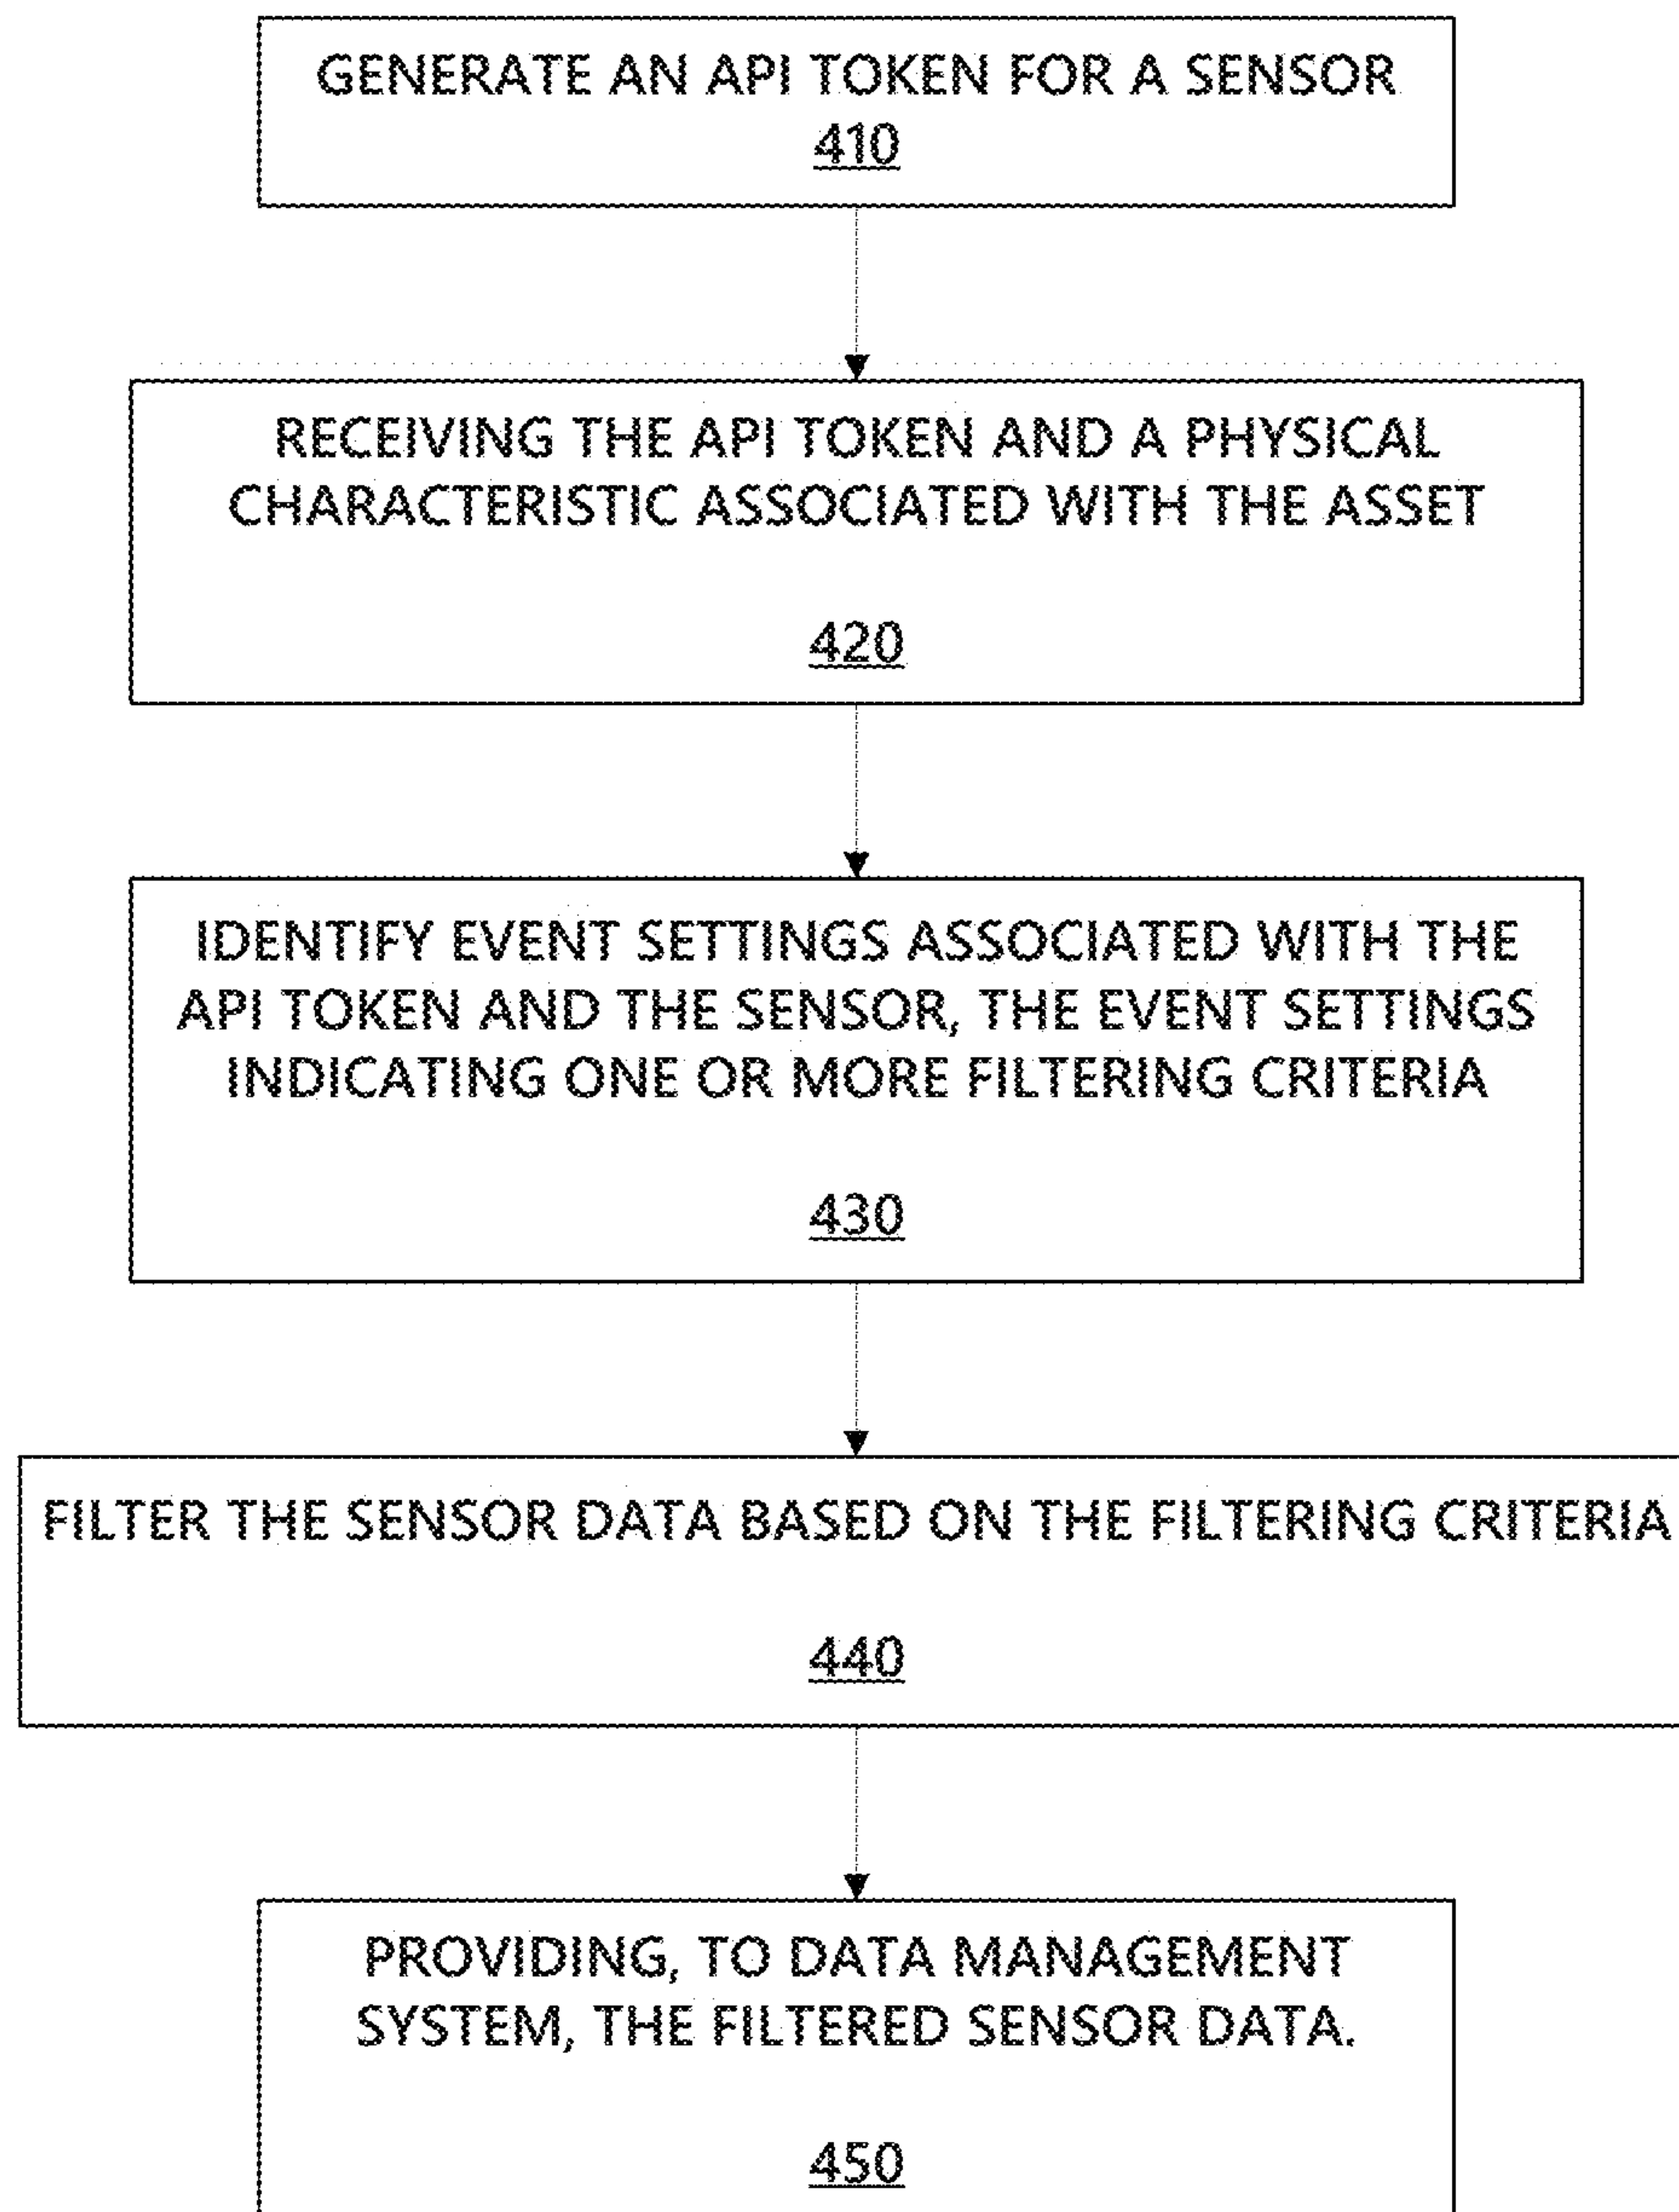 GENERATE AN API TOKEN FOR A SENSOR
410
RECEIVING THE API TOKEN AND A PHYSICAL
CHARACTERISTIC ASSOCIATED WITH THE ASSET
420
IDENTIFY EVENT SETTINGS ASSOCIATED WITH THE
API TOKEN AND THE SENSOR, THE EVENT SETTINGS
INDICATING ONE OR MORE FILTERING CRITERIA
430
FILTER THE SENSOR DATA BASED ON THE FILTERING CRITERIA
440
PROVIDING, TO DATA MANAGEMENT
SYSTEM, THE FILTERED SENSOR DATA.
450